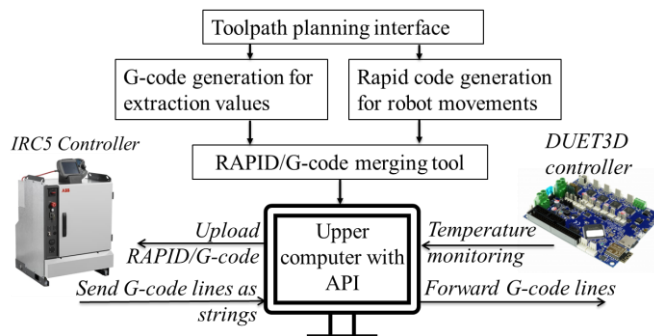 Toolpath planning interface
G-code generation for
extraction values
Rapid code generation
for robot movements
IRC5 Controller
RAPID/G-code merging tool
DUET3D
controller
Upload
RAPID/G-code
Upper
computer with
API
Temperature
monitoring
Send G-code lines as
strings
Forward G-code lines